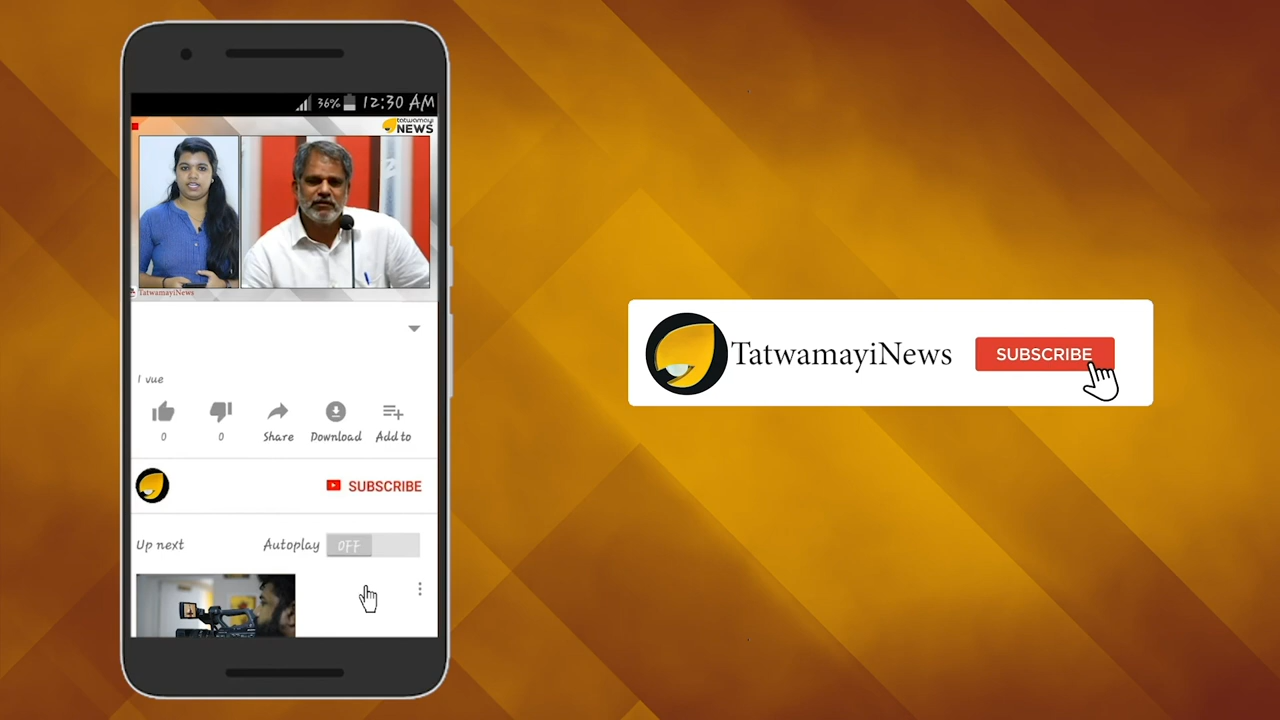 36% 12:30 AM
tatwamayi
NEWS
TatwamayiNews
1 vue
0 0 Share Download Add to
SUBSCRIBE
Up next Autoplay OFF
TatwamayiNews SUBSCRIBE